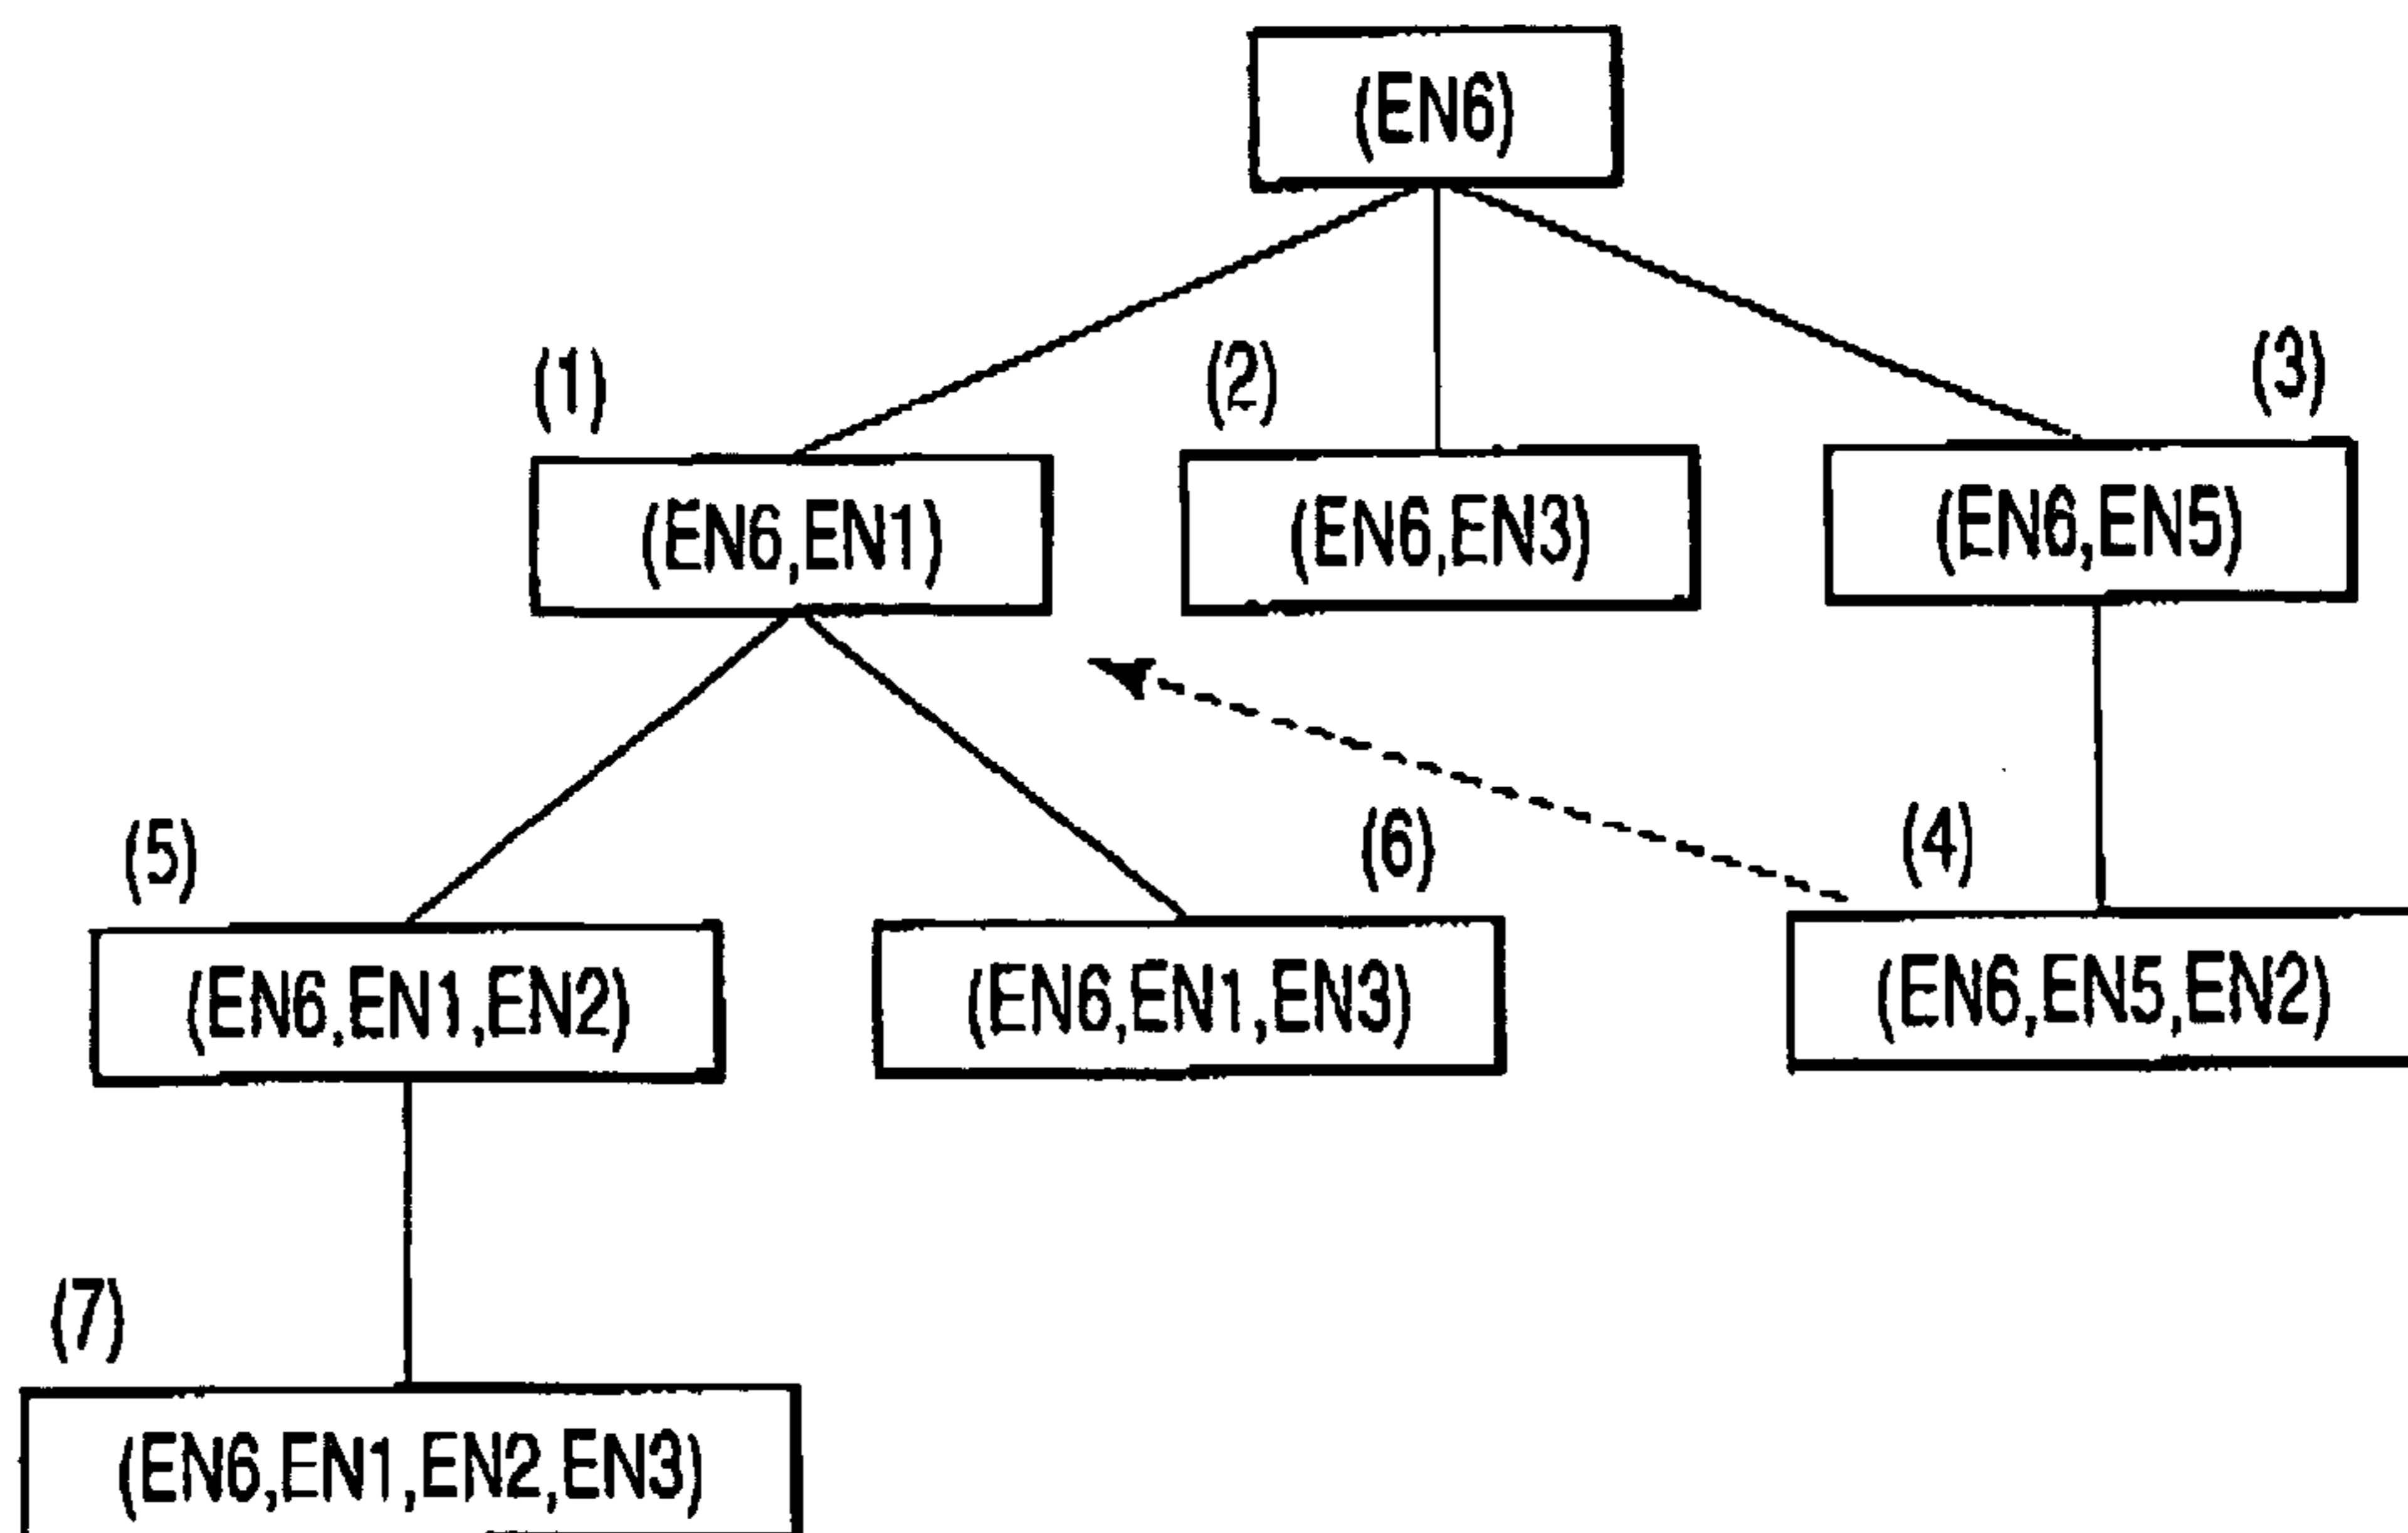 (EN6)
(1)
(2)
(3)
(EN6,EN1)
(EN6,EN3)
(EN6,EN5)
(5)
(6)
(4)
(EN6,EN1,EN2)
(EN6,EN1,EN3)
(EN6,EN5,EN2)
(7)
(EN6,EN1,EN2,EN3)